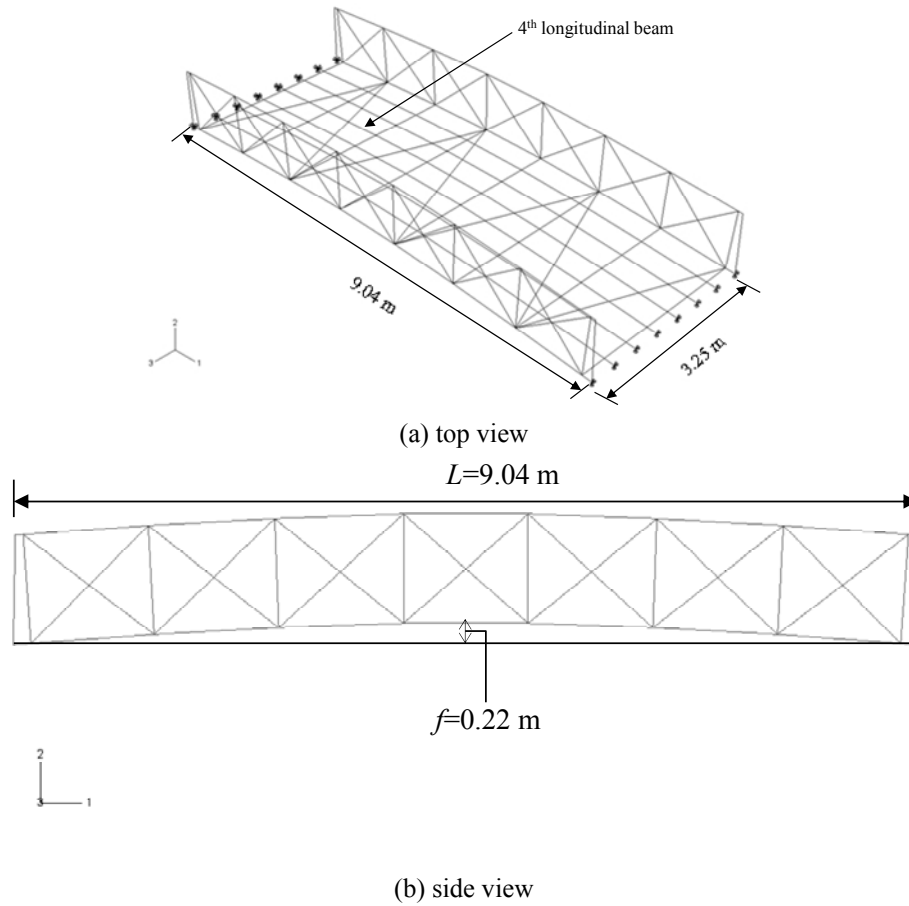 4th longitudinal beam
9.04 m
3.25 m
2
3
1
(a) top view
L=9.04 m
f=0.22 m
2
3
1
(b) side view